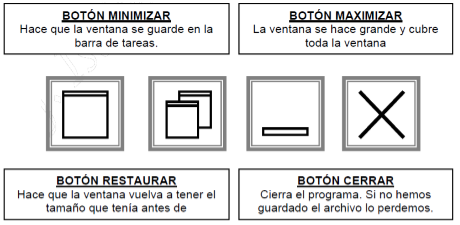 BOTÓN MINIMIZAR
Hace que la ventana se guarde en la
barra de tareas.
BOTÓN MAXIMIZAR
La ventana se hace grande y cubre
toda la ventana
BOTÓN RESTAURAR
Hace que la ventana vuelva a tener el
tamaño que tenía antes de
BOTÓN CERRAR
Cierra el programa. Si no hemos
guardado el archivo lo perdemos.